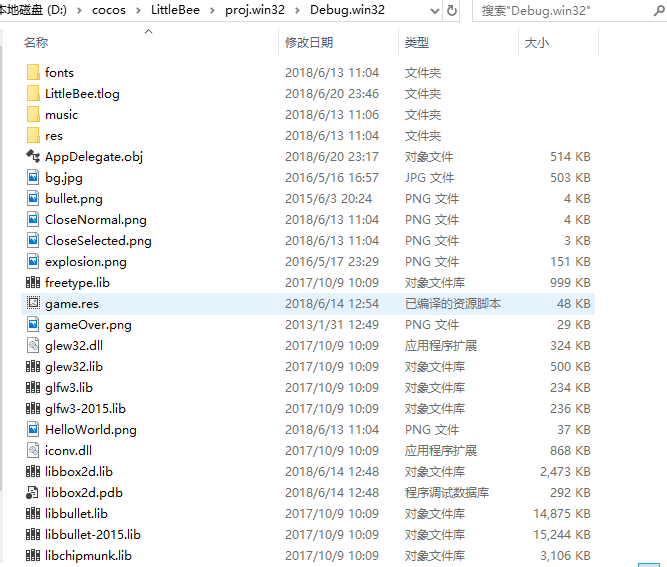 本地磁盘 (D:) › cocos › LittleBee › proj.win32 › Debug.win32 搜索"Debug.win32"
名称 修改日期 类型 大小
fonts 2018/6/13 11:04 文件夹
LittleBee.tlog 2018/6/20 23:46 文件夹
music 2018/6/13 11:06 文件夹
res 2018/6/13 11:04 文件夹
AppDelegate.obj 2018/6/20 23:17 对象文件 514 KB
bg.jpg 2016/5/16 16:57 JPG 文件 503 KB
bullet.png 2015/6/3 20:24 PNG 文件 4 KB
CloseNormal.png 2018/6/13 11:04 PNG 文件 4 KB
CloseSelected.png 2018/6/13 11:04 PNG 文件 3 KB
explosion.png 2016/5/17 23:29 PNG 文件 151 KB
freetype.lib 2017/10/9 10:09 对象文件库 999 KB
game.res 2018/6/14 12:54 已编译的资源脚本 48 KB
gameOver.png 2013/1/31 12:49 PNG 文件 29 KB
glew32.dll 2017/10/9 10:09 应用程序扩展 324 KB
glew32.lib 2017/10/9 10:09 对象文件库 500 KB
glfw3.lib 2017/10/9 10:09 对象文件库 234 KB
glfw3-2015.lib 2017/10/9 10:09 对象文件库 236 KB
HelloWorld.png 2018/6/13 11:04 PNG 文件 37 KB
iconv.dll 2017/10/9 10:09 应用程序扩展 868 KB
libbox2d.lib 2018/6/14 12:48 对象文件库 2,473 KB
libbox2d.pdb 2018/6/14 12:48 程序调试数据库 292 KB
libbullet.lib 2017/10/9 10:09 对象文件库 14,875 KB
libbullet-2015.lib 2017/10/9 10:09 对象文件库 15,244 KB
libchipmunk.lib 2017/10/9 10:09 对象文件库 3,106 KB